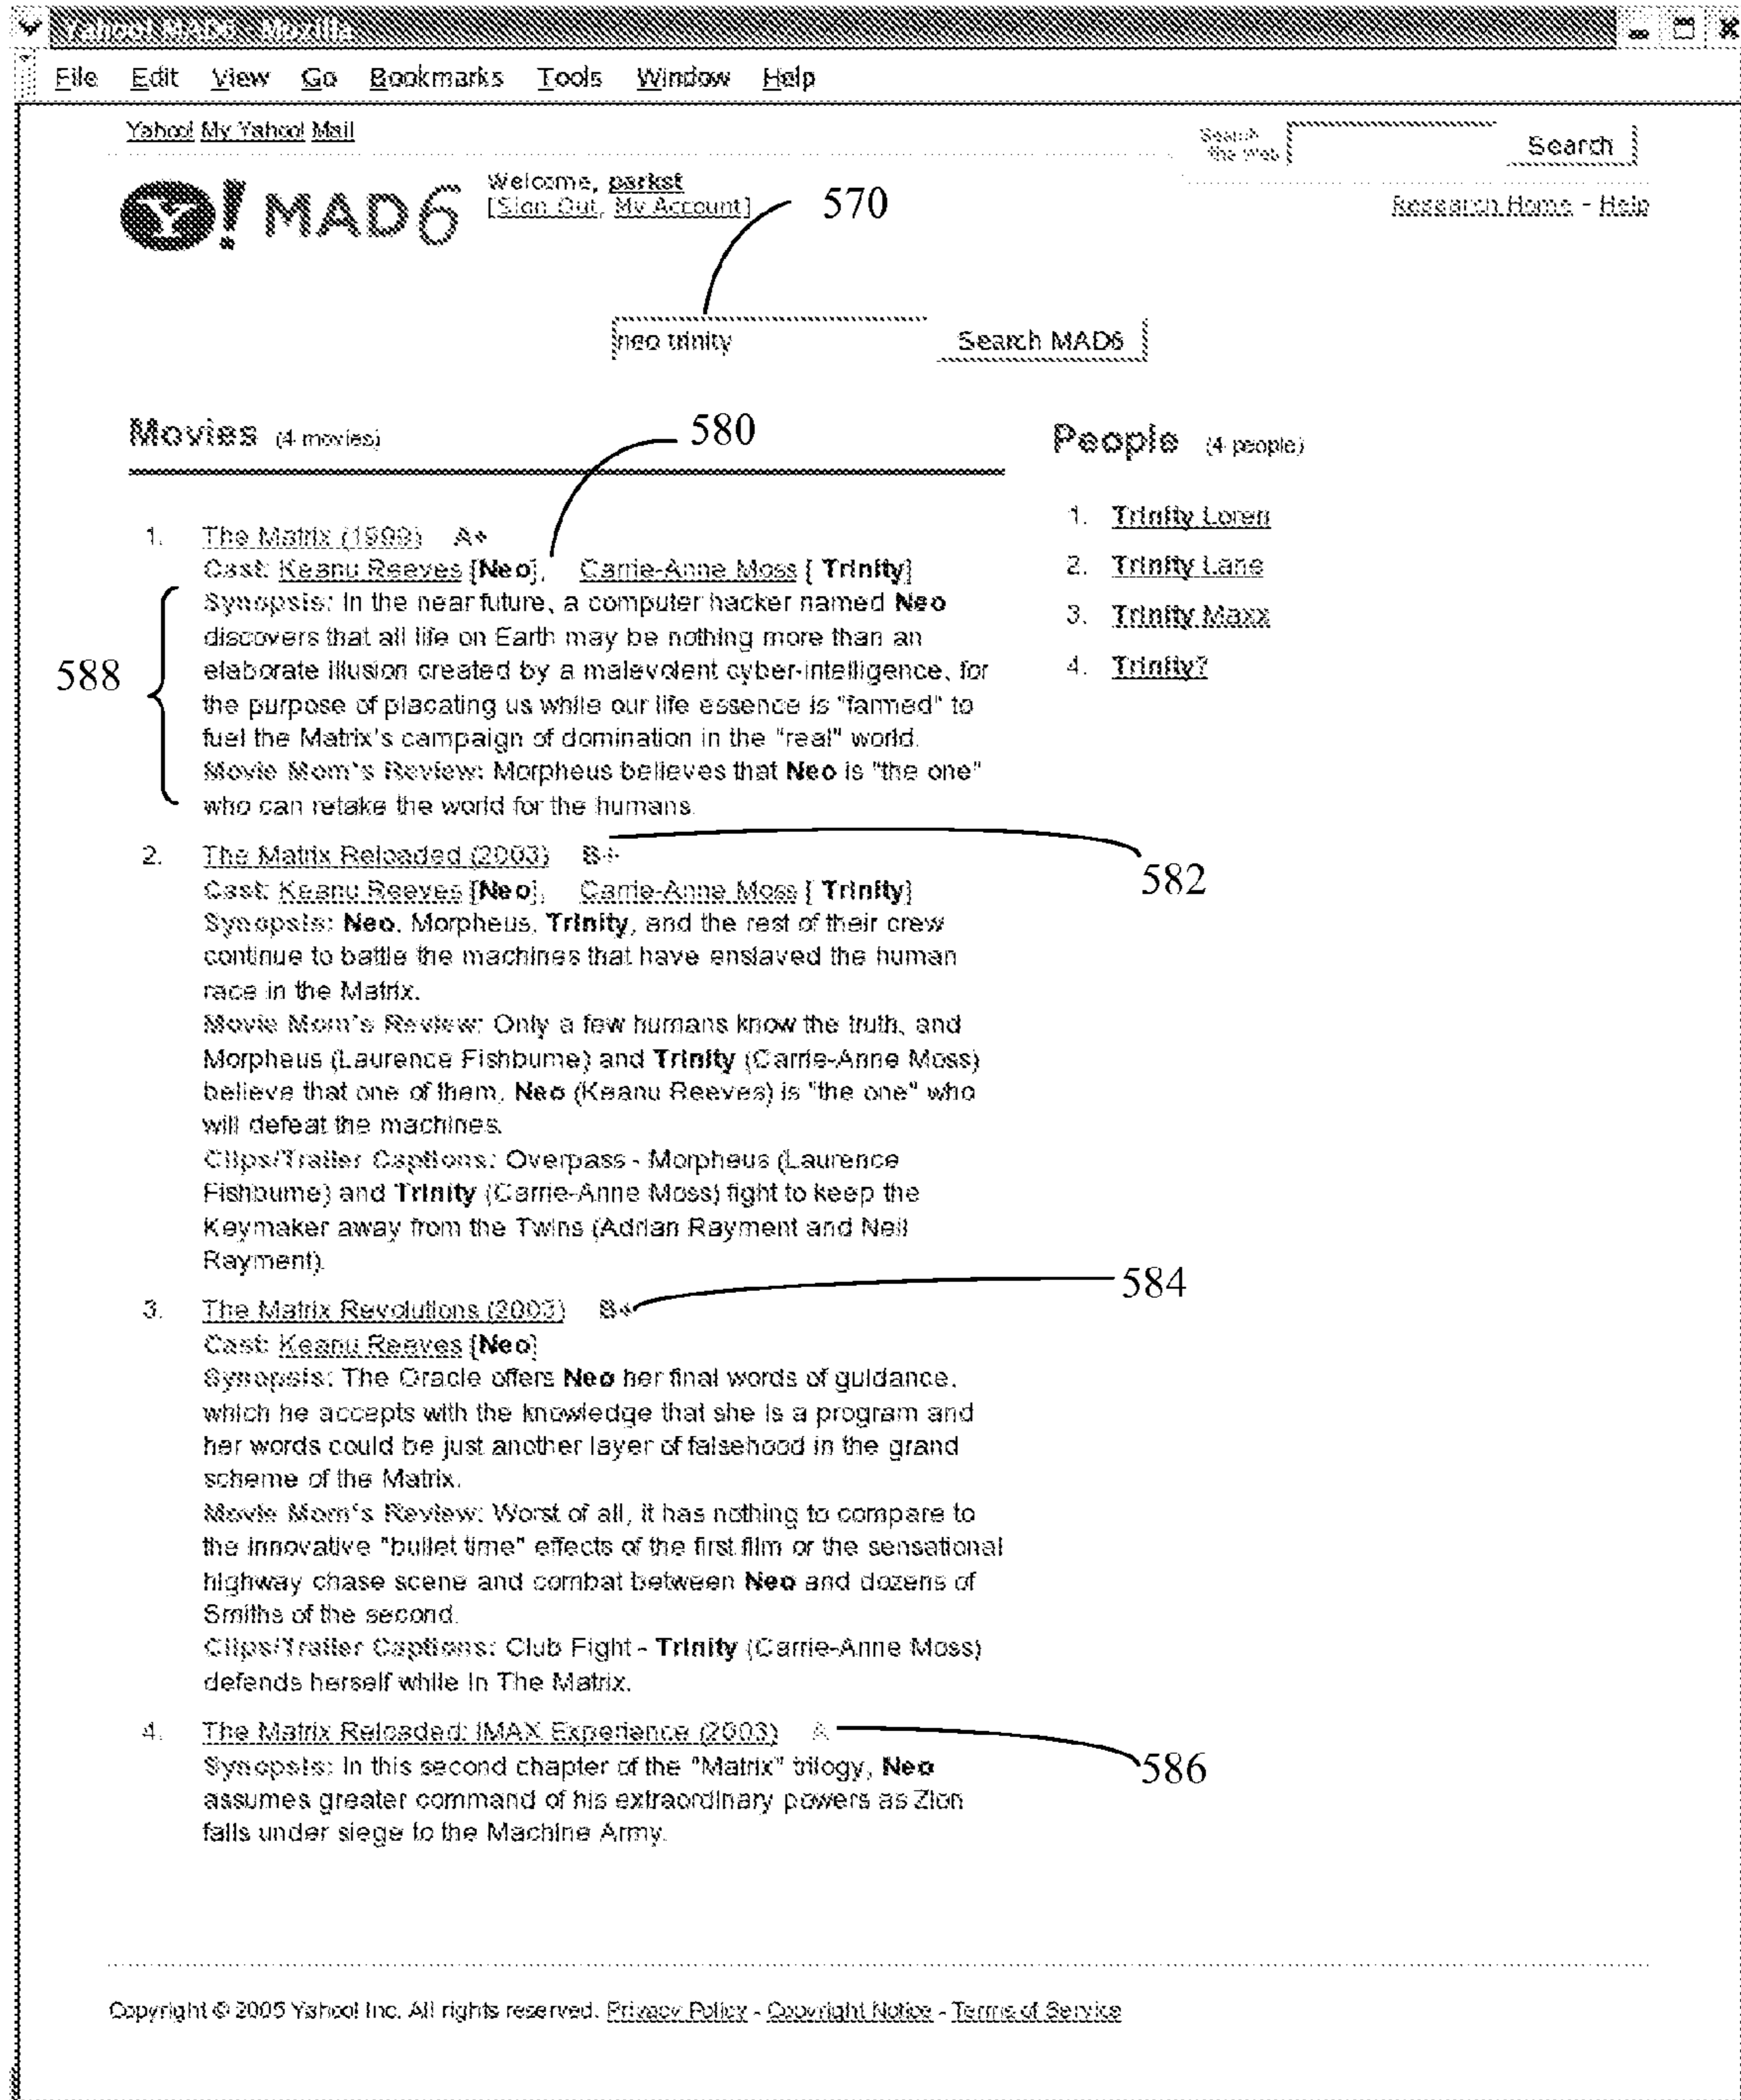 Yahoo! MAD6 - Mozilla
File Edit View Go Bookmarks Tools Window Help
Yahoo! My Yahoo! Mail
Search
the Web
Search
Y! MAD6
Welcome, parkst
[Sign Out, My Account]
570
Research Home - Help
neo trinity
Search MAD6
Movies (4 movies)
580
1. The Matrix (1999) A+
Cast: Keanu Reeves [Neo], Carrie-Anne Moss [ Trinity]
Synopsis: In the near future, a computer hacker named Neo
discovers that all life on Earth may be nothing more than an
elaborate illusion created by a malevolent cyber-intelligence, for
the purpose of placating us while our life essence is "farmed" to
fuel the Matrix's campaign of domination in the "real" world.
Movie Mom's Review: Morpheus believes that Neo is "the one"
who can retake the world for the humans.
588
2. The Matrix Reloaded (2003) B+
582
Cast: Keanu Reeves [Neo], Carrie-Anne Moss [ Trinity]
Synopsis: Neo, Morpheus, Trinity, and the rest of their crew
continue to battle the machines that have enslaved the human
race in the Matrix.
Movie Mom's Review: Only a few humans know the truth, and
Morpheus (Laurence Fishburne) and Trinity (Carrie-Anne Moss)
believe that one of them, Neo (Keanu Reeves) is "the one" who
will defeat the machines.
Clips/Trailer Captions: Overpass - Morpheus (Laurence
Fishburne) and Trinity (Carrie-Anne Moss) fight to keep the
Keymaker away from the Twins (Adrian Rayment and Neil
Rayment).
3. The Matrix Revolutions (2003) B+
584
Cast: Keanu Reeves [Neo]
Synopsis: The Oracle offers Neo her final words of guidance,
which he accepts with the knowledge that she is a program and
her words could be just another layer of falsehood in the grand
scheme of the Matrix.
Movie Mom's Review: Worst of all, it has nothing to compare to
the innovative "bullet time" effects of the first film or the sensational
highway chase scene and combat between Neo and dozens of
Smiths of the second.
Clips/Trailer Captions: Club Fight - Trinity (Carrie-Anne Moss)
defends herself while in The Matrix.
4. The Matrix Reloaded: IMAX Experience (2003) A
586
Synopsis: In this second chapter of the "Matrix" trilogy, Neo
assumes greater command of his extraordinary powers as Zion
falls under siege to the Machine Army.
People (4 people)
1. Trinity Loren
2. Trinity Lane
3. Trinity Maxx
4. Trinity?
Copyright © 2005 Yahoo! Inc. All rights reserved. Privacy Policy - Copyright Notice - Terms of Service